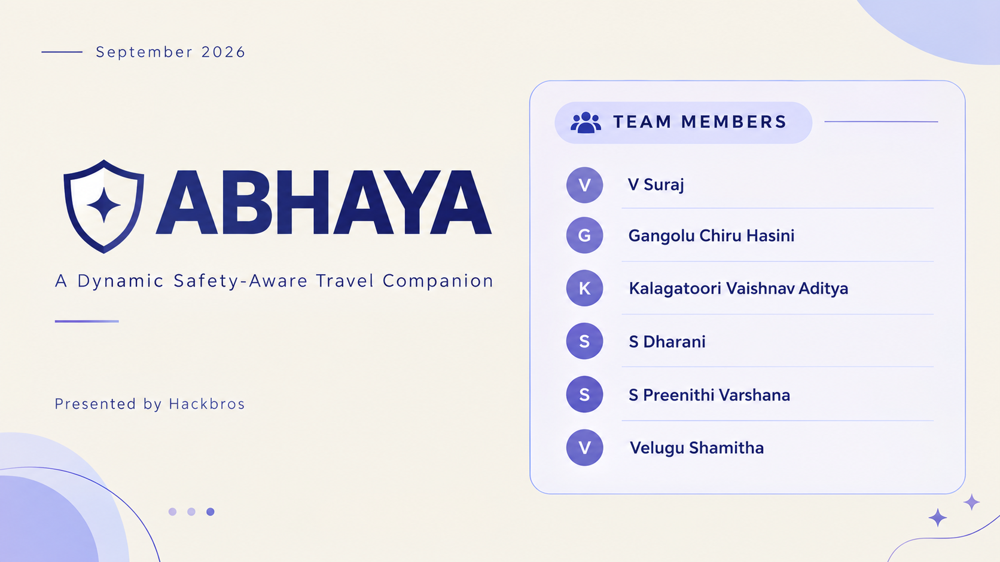 September 2026
ABHAYA
A Dynamic Safety-Aware Travel Companion
Presented by Hackbros
TEAM MEMBERS
V V Suraj
G Gangolu Chiru Hasini
K Kalagatoori Vaishnav Aditya
S S Dharani
S S Preenithi Varshana
V Velugu Shamitha